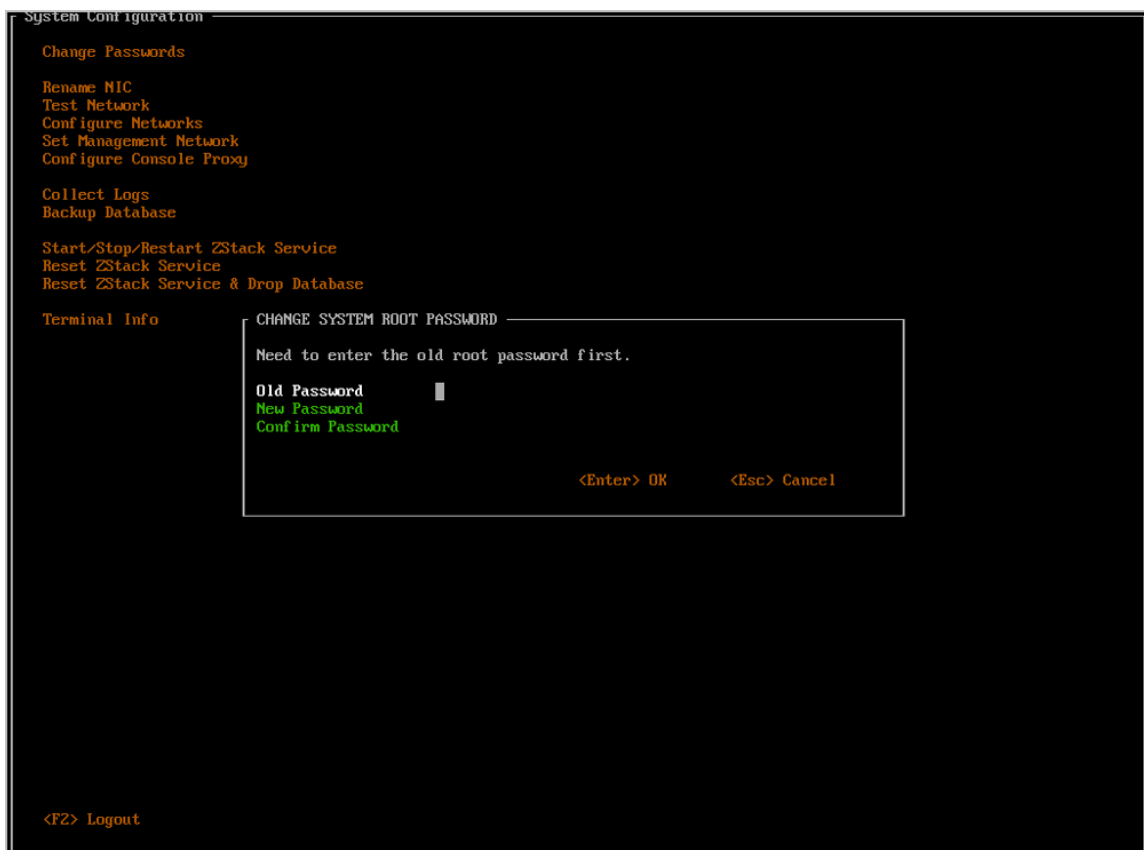 System Configuration
Change Passwords
Rename NIC
Test Network
Configure Networks
Set Management Network
Configure Console Proxy
Collect Logs
Backup Database
Start/Stop/Restart ZStack Service
Reset ZStack Service
Reset ZStack Service & Drop Database
Terminal Info
CHANGE SYSTEM ROOT PASSWORD
Need to enter the old root password first.
Old Password
New Password
Confirm Password
<Enter> OK <Esc> Cancel
<F2> Logout